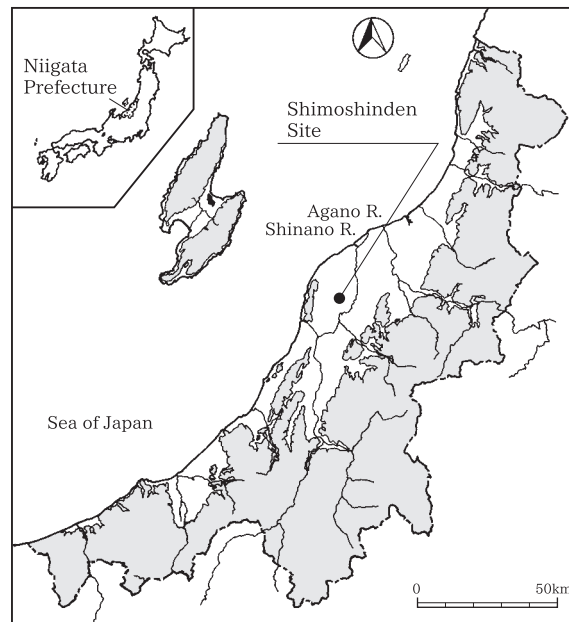 Niigata
Prefecture
Shimoshinden
Site
Agano R.
Shinano R.
Sea of Japan
0
50km